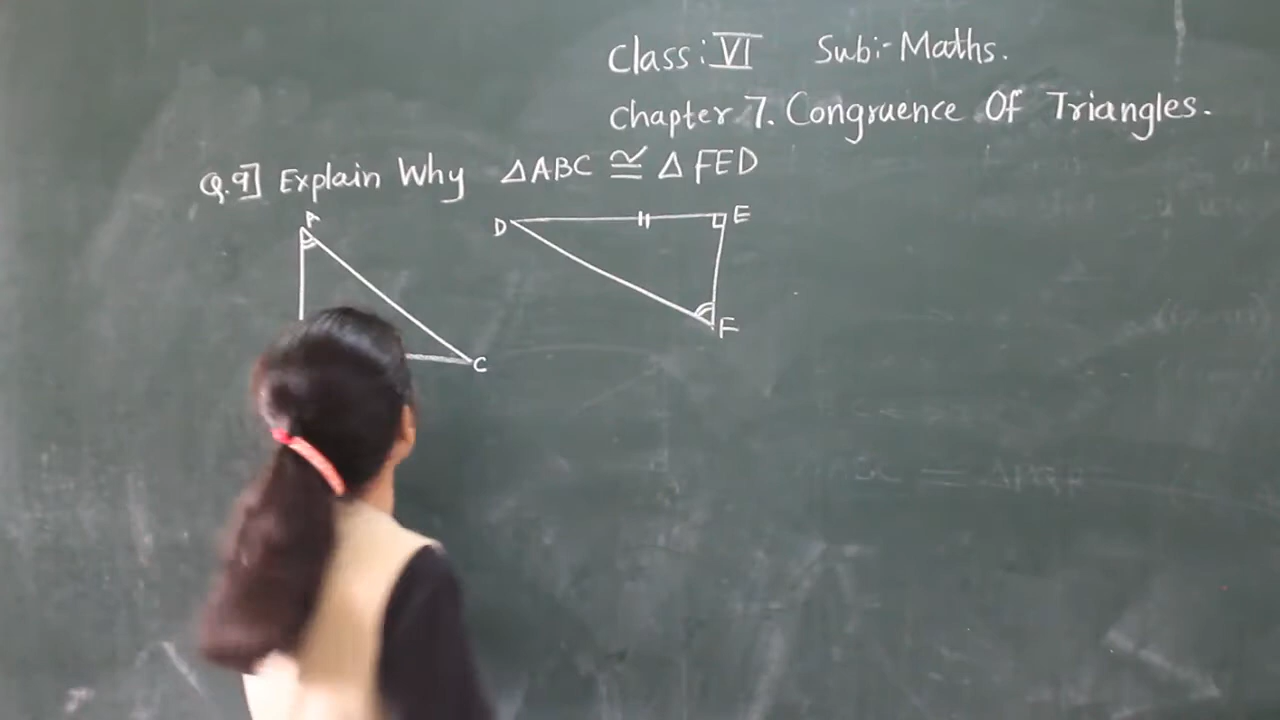 Class: VI Sub:- Maths.
Chapter 7. Congruence Of Triangles.
Q.9] Explain Why △ABC ≅ △FED
A
D
E
F
C